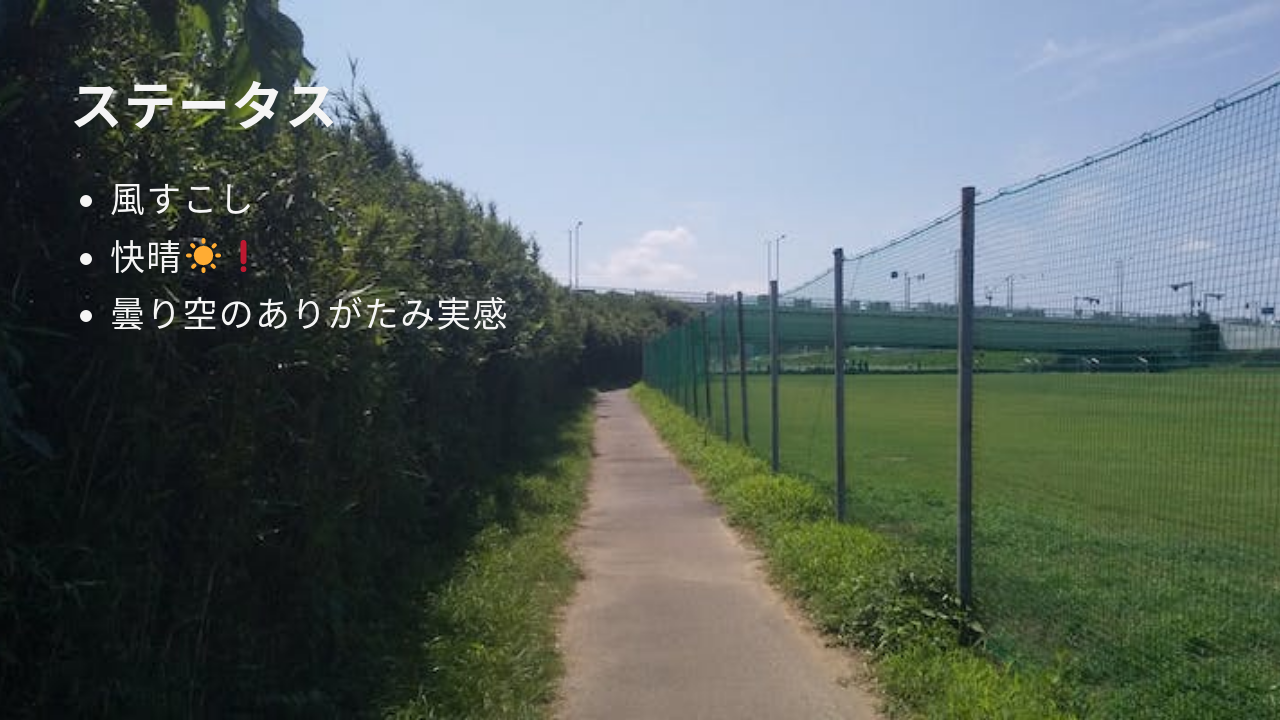 ステータス
• 風すこし
• 快晴☀️❗
• 曇り空のありがたみ実感